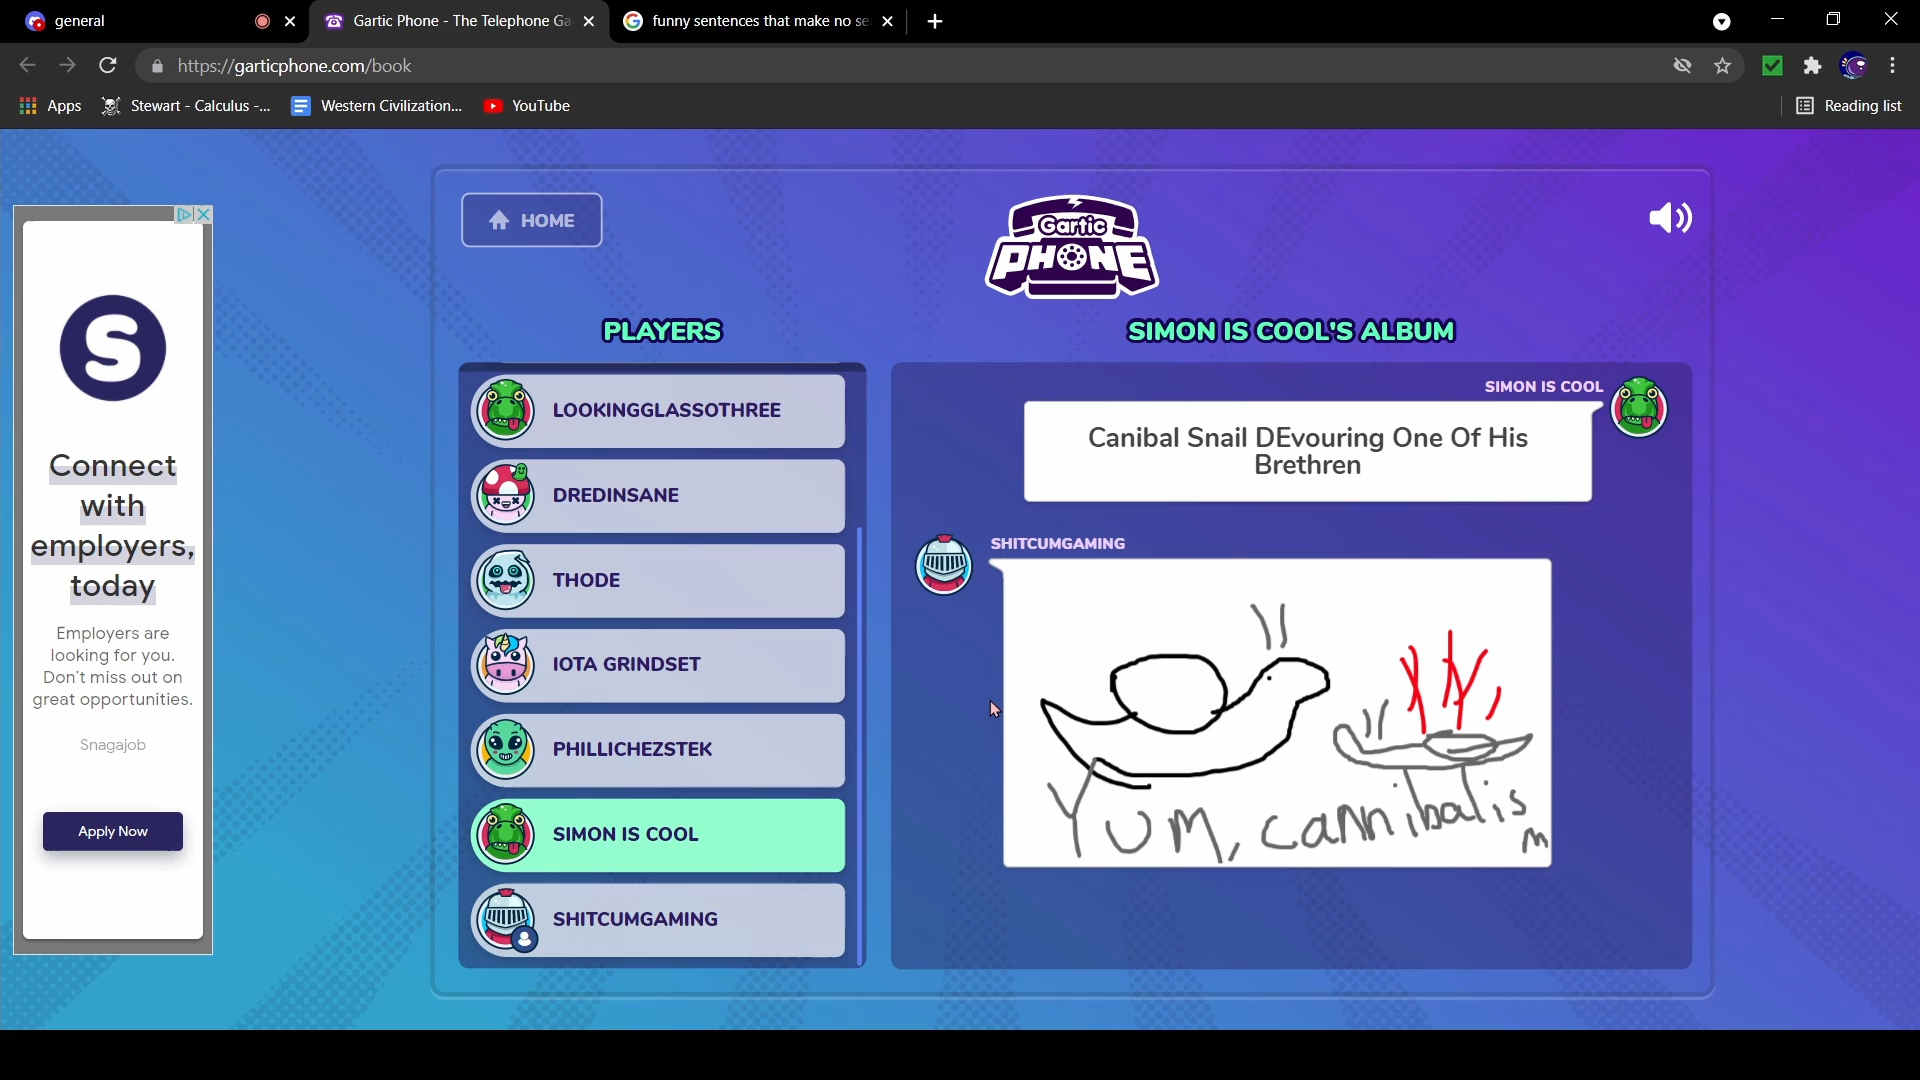 general
Gartic Phone - The Telephone Ga
funny sentences that make no se
https://garticphone.com/book
Apps
Stewart - Calculus -...
Western Civilization...
YouTube
Reading list
HOME
Gartic
PHONE
PLAYERS
LOOKINGGLASSOTHREE
DREDINSANE
THODE
IOTA GRINDSET
PHILLICHEZSTEK
SIMON IS COOL
SHITCUMGAMING
SIMON IS COOL'S ALBUM
SIMON IS COOL
Canibal Snail DEvouring One Of His
Brethren
SHITCUMGAMING
YUM, cannibalis
m
S
Connect
with
employers,
today
Employers are
looking for you.
Don't miss out on
great opportunities.
Snagajob
Apply Now